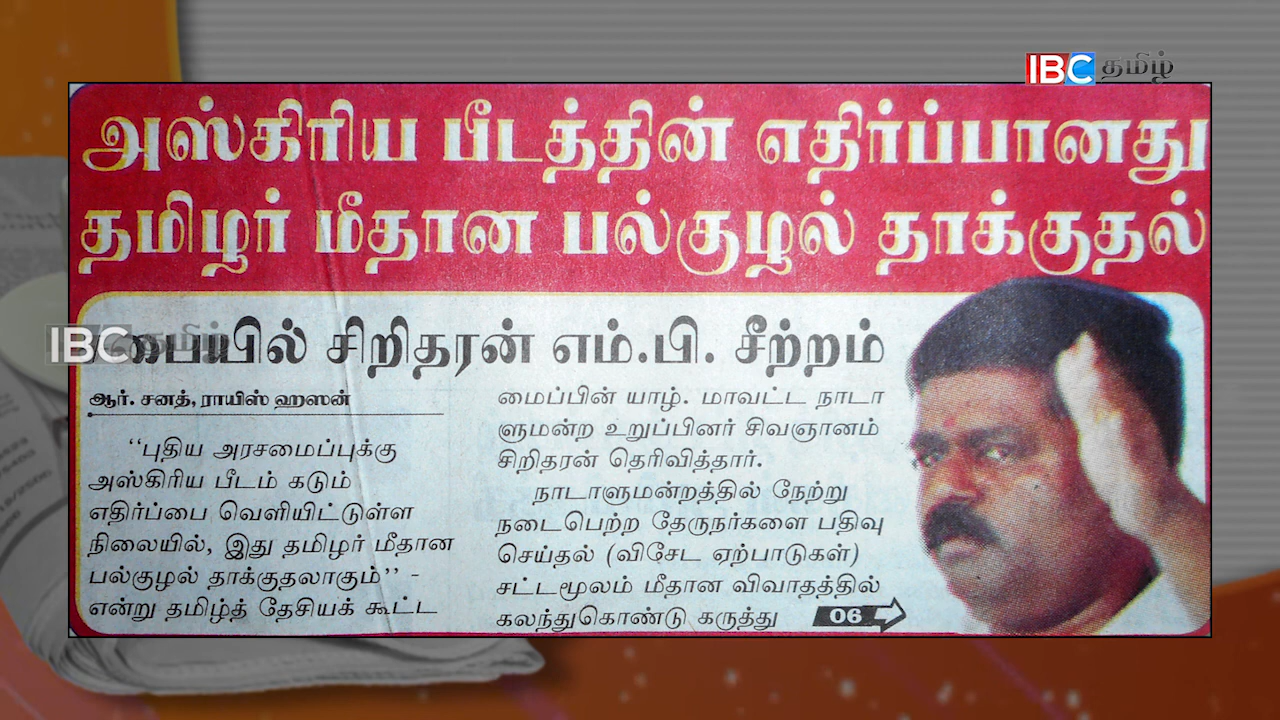 IBC தமிழ்
அஸ்கிரிய பீடத்தின் எதிர்ப்பானது
தமிழர் மீதான பல்குழல் தாக்குதல்
IBC தமிழ்
சிறிதரன் எம்.பி. சீற்றம்
ஆர். சனத், ராயிஸ் ஹஸன்
“புதிய அரசமைப்புக்கு
அஸ்கிரிய பீடம் கடும்
எதிர்ப்பை வெளியிட்டுள்ள
நிலையில், இது தமிழர் மீதான
பல்குழல் தாக்குதலாகும்” -
என்று தமிழ்த் தேசியக் கூட்ட
மைப்பின் யாழ். மாவட்ட நாடா
ளுமன்ற உறுப்பினர் சிவஞானம்
சிறிதரன் தெரிவித்தார்.
நாடாளுமன்றத்தில் நேற்று
நடைபெற்ற தேருநர்களை பதிவு
செய்தல் (விசேட ஏற்பாடுகள்)
சட்டமூலம் மீதான விவாதத்தில்
கலந்துகொண்டு கருத்து 06